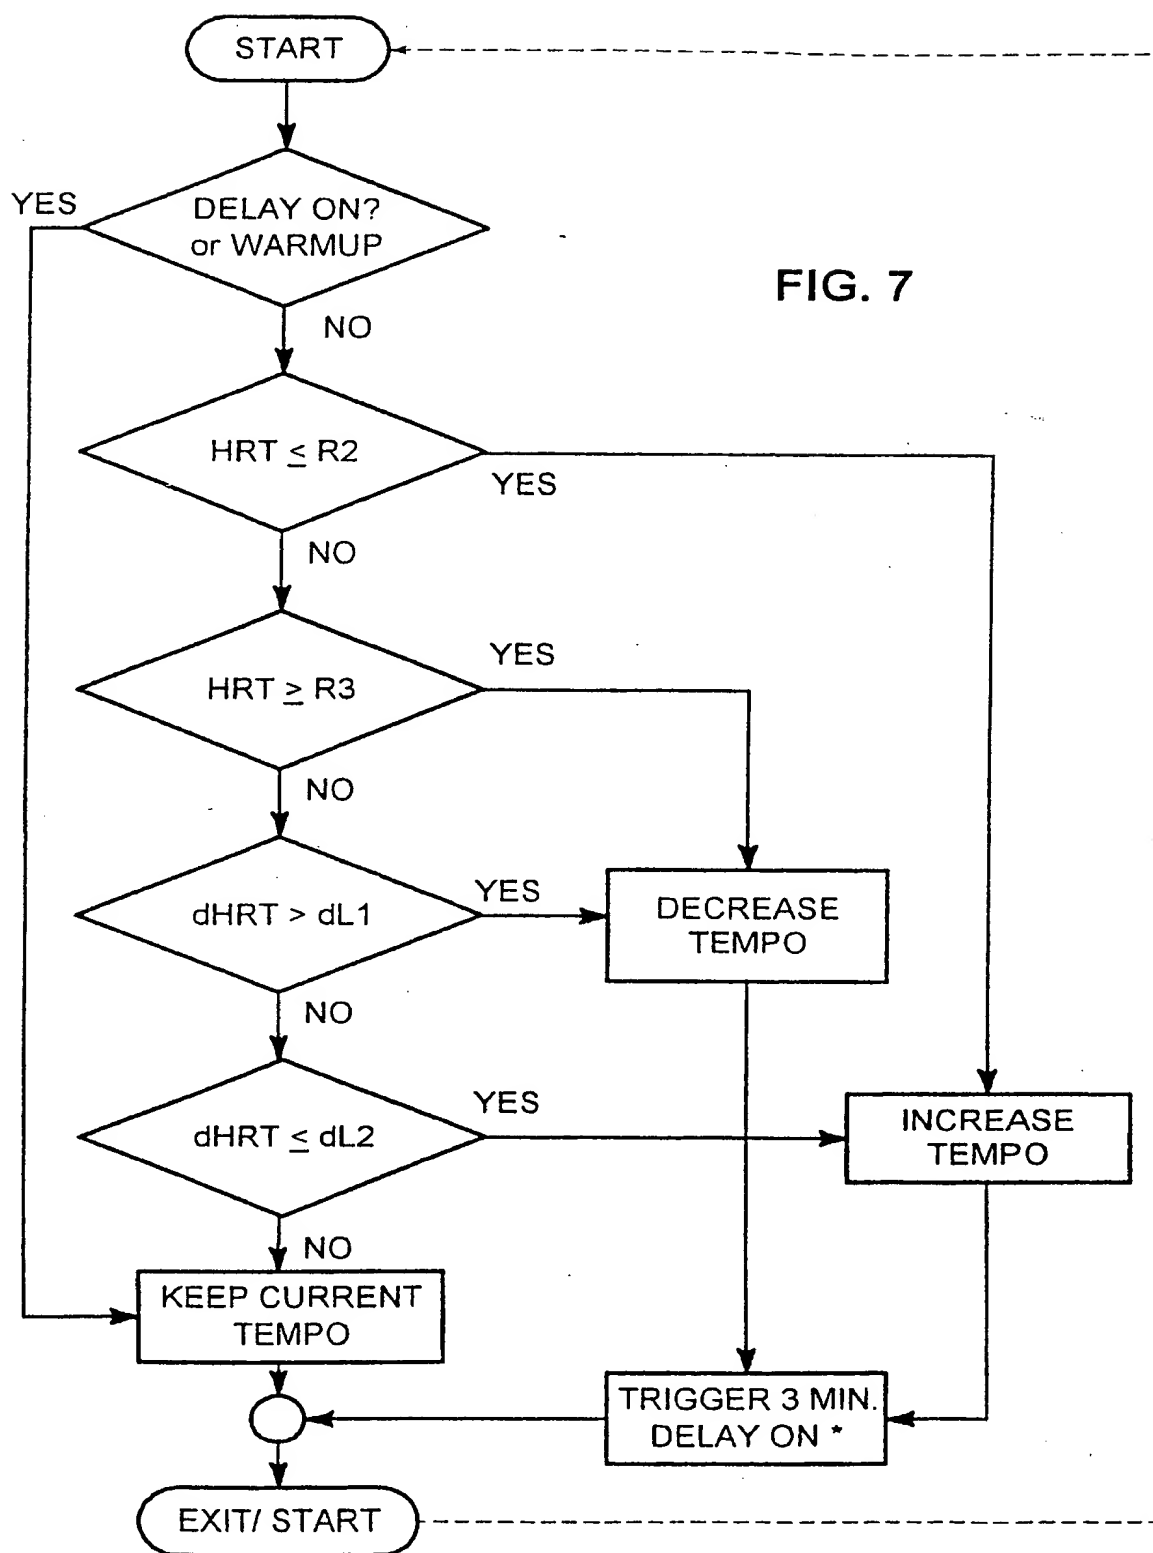 START
YES
DELAY ON?
or WARMUP
FIG. 7
NO
HRT ≤ R2
YES
NO
YES
HRT ≥ R3
NO
YES
dHRT > dL1
DECREASE
TEMPO
NO
YES
dHRT ≤ dL2
INCREASE
TEMPO
NO
KEEP CURRENT
TEMPO
TRIGGER 3 MIN.
DELAY ON *
EXIT/ START